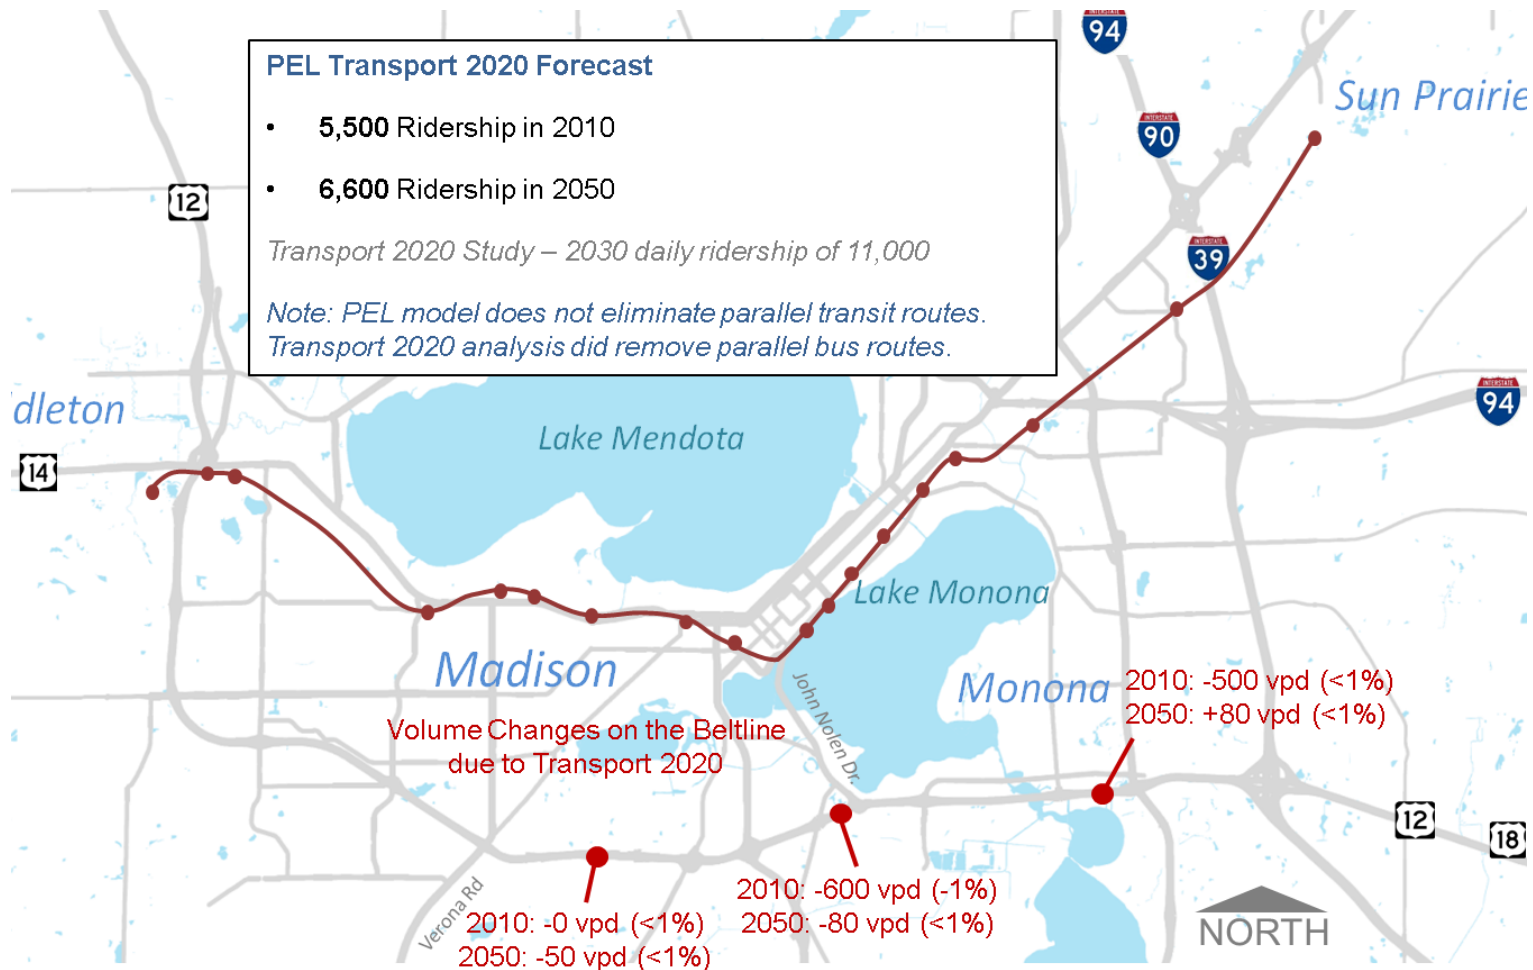 INTERSTATE
94
PEL Transport 2020 Forecast
• 5,500 Ridership in 2010
• 6,600 Ridership in 2050
Transport 2020 Study – 2030 daily ridership of 11,000
Note: PEL model does not eliminate parallel transit routes.
Transport 2020 analysis did remove parallel bus routes.
Sun Prairie
INTERSTATE
90
12
INTERSTATE
39
dleton
INTERSTATE
94
14
Lake Mendota
Lake Monona
Madison
Monona
2010: -500 vpd (<1%)
2050: +80 vpd (<1%)
John Nolen Dr.
Volume Changes on the Beltline
due to Transport 2020
12
18
Verona Rd
2010: -600 vpd (-1%)
2050: -80 vpd (<1%)
2010: -0 vpd (<1%)
2050: -50 vpd (<1%)
NORTH